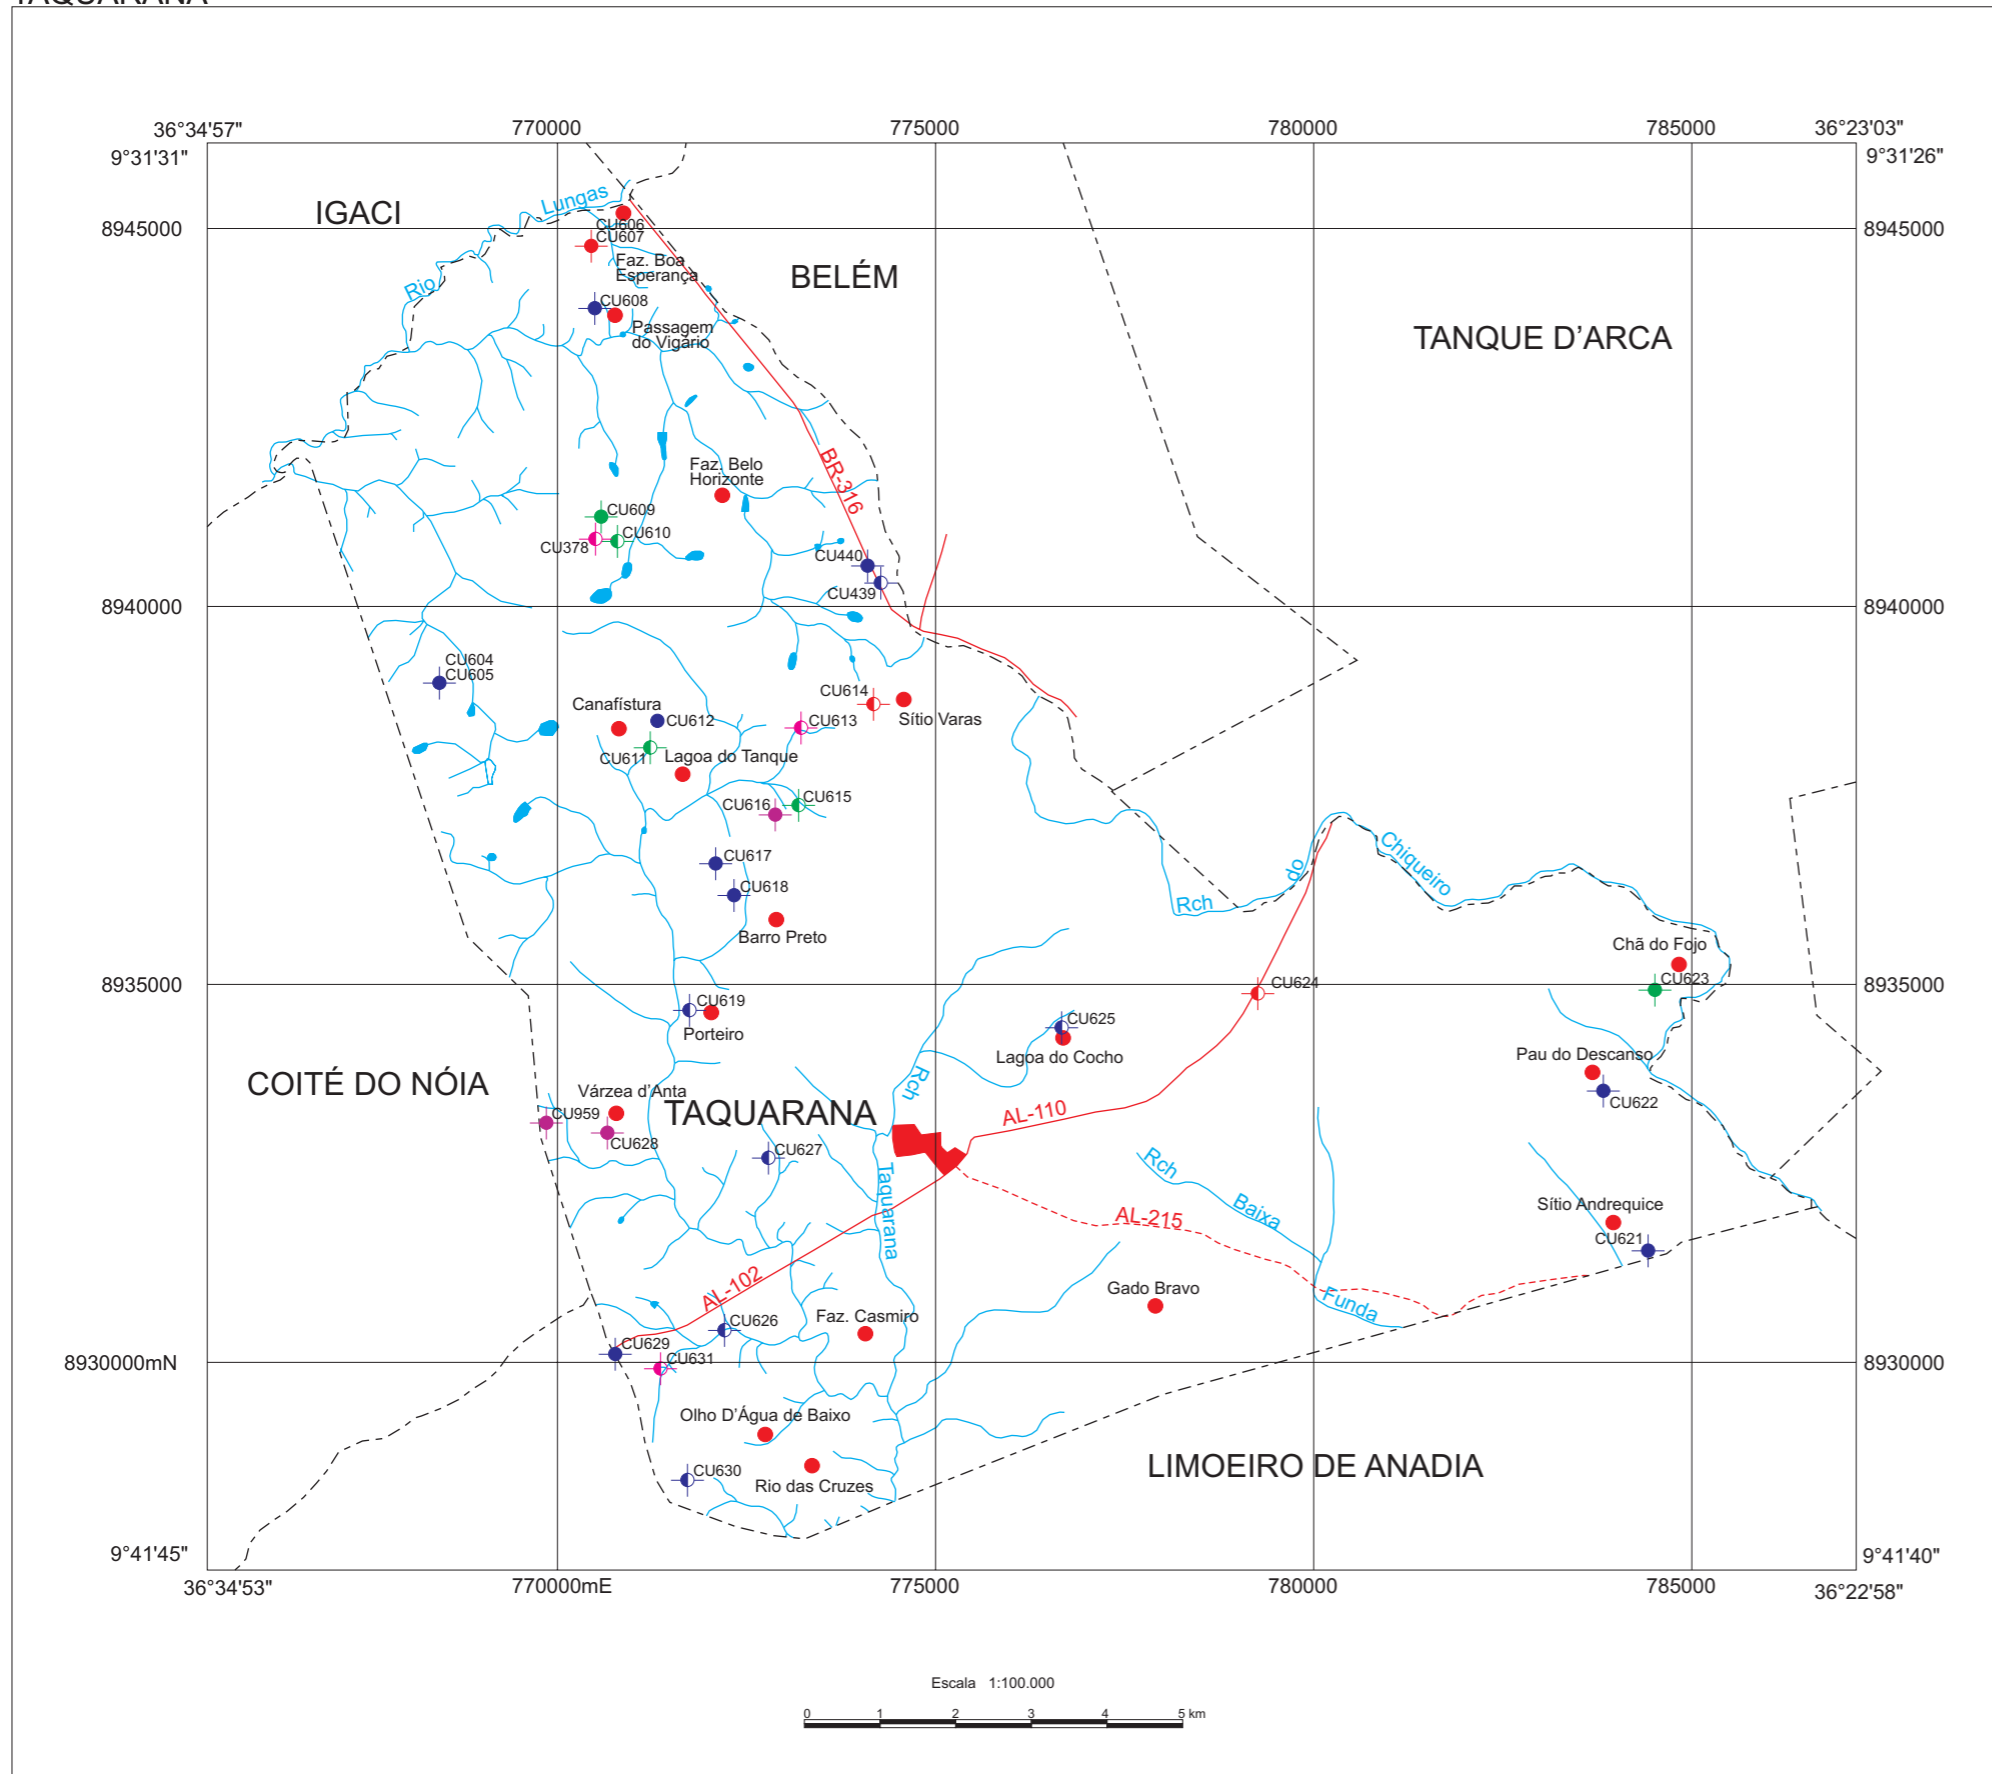 TAQUARANA
36°34'57"
770000
775000
780000
785000
36°23'03"
9°31'31"
9°31'26"
IGACI
Lungas
Rio
8945000
8945000
CU606
CU607
Faz. Boa
Esperança
BELÉM
CU608
Passagem
do Vigário
TANQUE D'ARCA
BR-316
Faz. Belo
Horizonte
CU609
CU610
CU378
CU440
CU439
8940000
8940000
CU604
CU605
Canafístura
CU612
CU611
Lagoa do Tanque
CU613
CU614
Sítio Varas
CU616
CU615
CU617
CU618
Barro Preto
Rch
do
Chiqueiro
Chã do Fojo
CU623
8935000
8935000
CU624
CU619
Porteiro
CU625
Lagoa do Cocho
Pau do Descanso
CU622
COITÉ DO NÓIA
Várzea d'Anta
CU959
CU628
TAQUARANA
Rch
Taquarana
AL-110
CU627
Rch
Baixa
Funda
AL-215
Sítio Andrequice
CU621
AL-102
Gado Bravo
Faz. Casmiro
CU626
CU629
CU631
8930000mN
8930000
Olho D'Água de Baixo
CU630
Rio das Cruzes
LIMOEIRO DE ANADIA
9°41'45"
9°41'40"
36°34'53"
770000mE
775000
780000
785000
36°22'58"
Escala 1:100.000
0 1 2 3 4 5 km